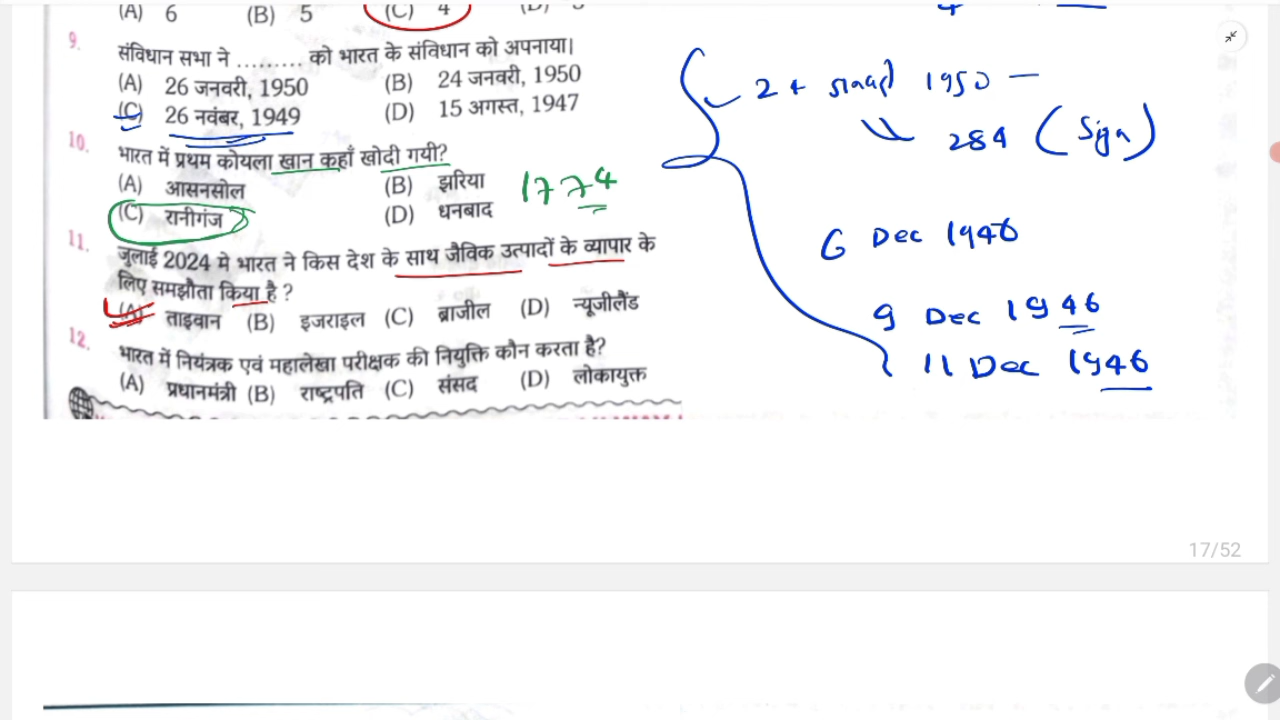 (A) 6 (B) 5 (C) 4
9. संविधान सभा ने ......... को भारत के संविधान को अपनाया।
(A) 26 जनवरी, 1950 (B) 24 जनवरी, 1950
(C) 26 नवंबर, 1949 (D) 15 अगस्त, 1947
10. भारत में प्रथम कोयला खान कहाँ खोदी गयी?
(A) आसनसोल (B) झरिया
(C) रानीगंज (D) धनबाद
1774
11. जुलाई 2024 मे भारत ने किस देश के साथ जैविक उत्पादों के व्यापार के
लिए समझौता किया है?
(A) ताइवान (B) इजराइल (C) ब्राजील (D) न्यूजीलैंड
12. भारत में नियंत्रक एवं महालेखा परीक्षक की नियुक्ति कौन करता है?
(A) प्रधानमंत्री (B) राष्ट्रपति (C) संसद (D) लोकायुक्त
1950
284 (Sign)
6 Dec 1946
9 Dec 1946
11 Dec 1946
17/52